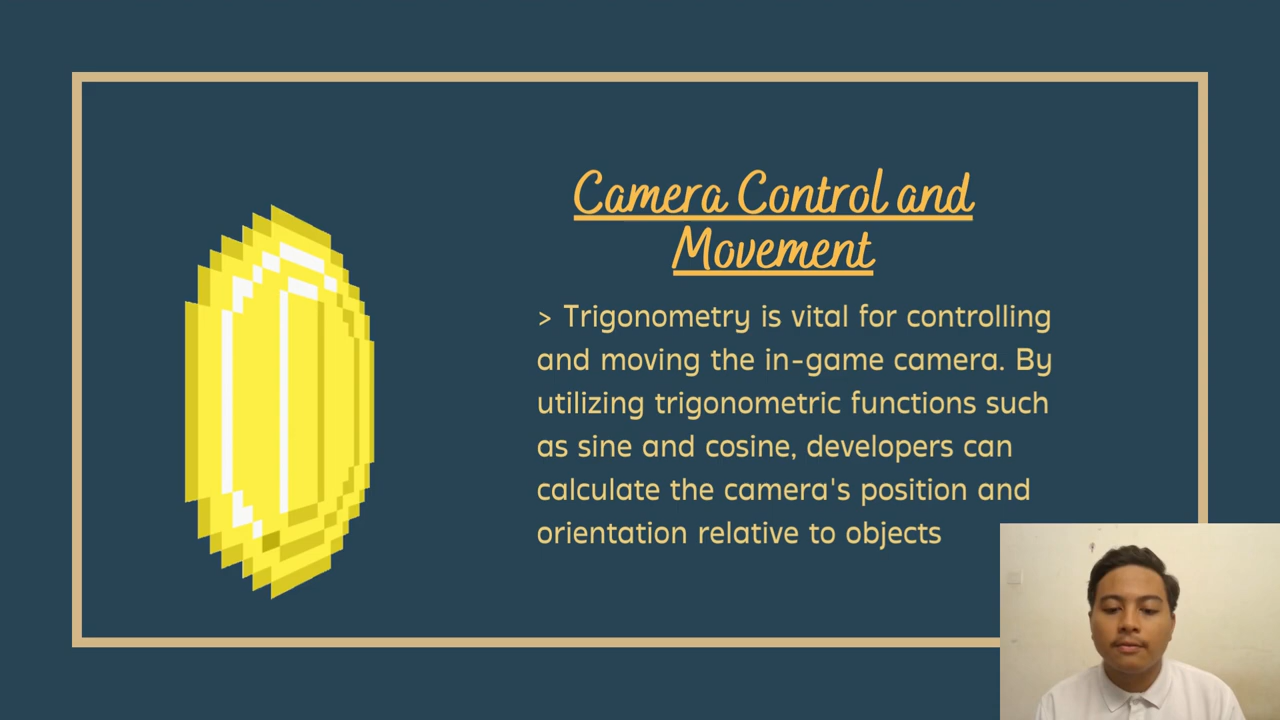 Camera Control and
Movement
> Trigonometry is vital for controlling
and moving the in-game camera. By
utilizing trigonometric functions such
as sine and cosine, developers can
calculate the camera's position and
orientation relative to objects